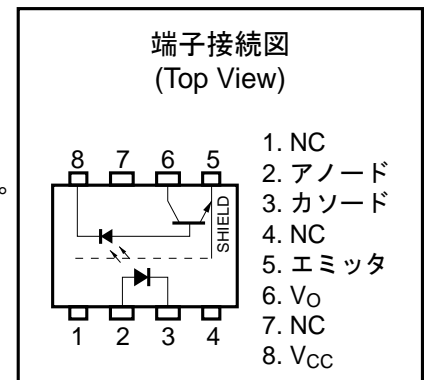 端子接続図
(Top View)
8 7 6 5
SHIELD
1 2 3 4
1. NC
2. アノード
3. カソード
4. NC
5. エミッタ
6. VO
7. NC
8. VCC
。